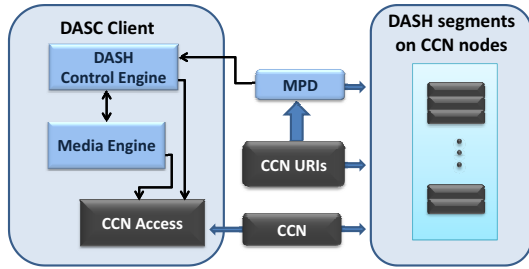 DASC Client
DASH
Control Engine
Media Engine
CCN Access
MPD
CCN URIs
CCN
DASH segments
on CCN nodes